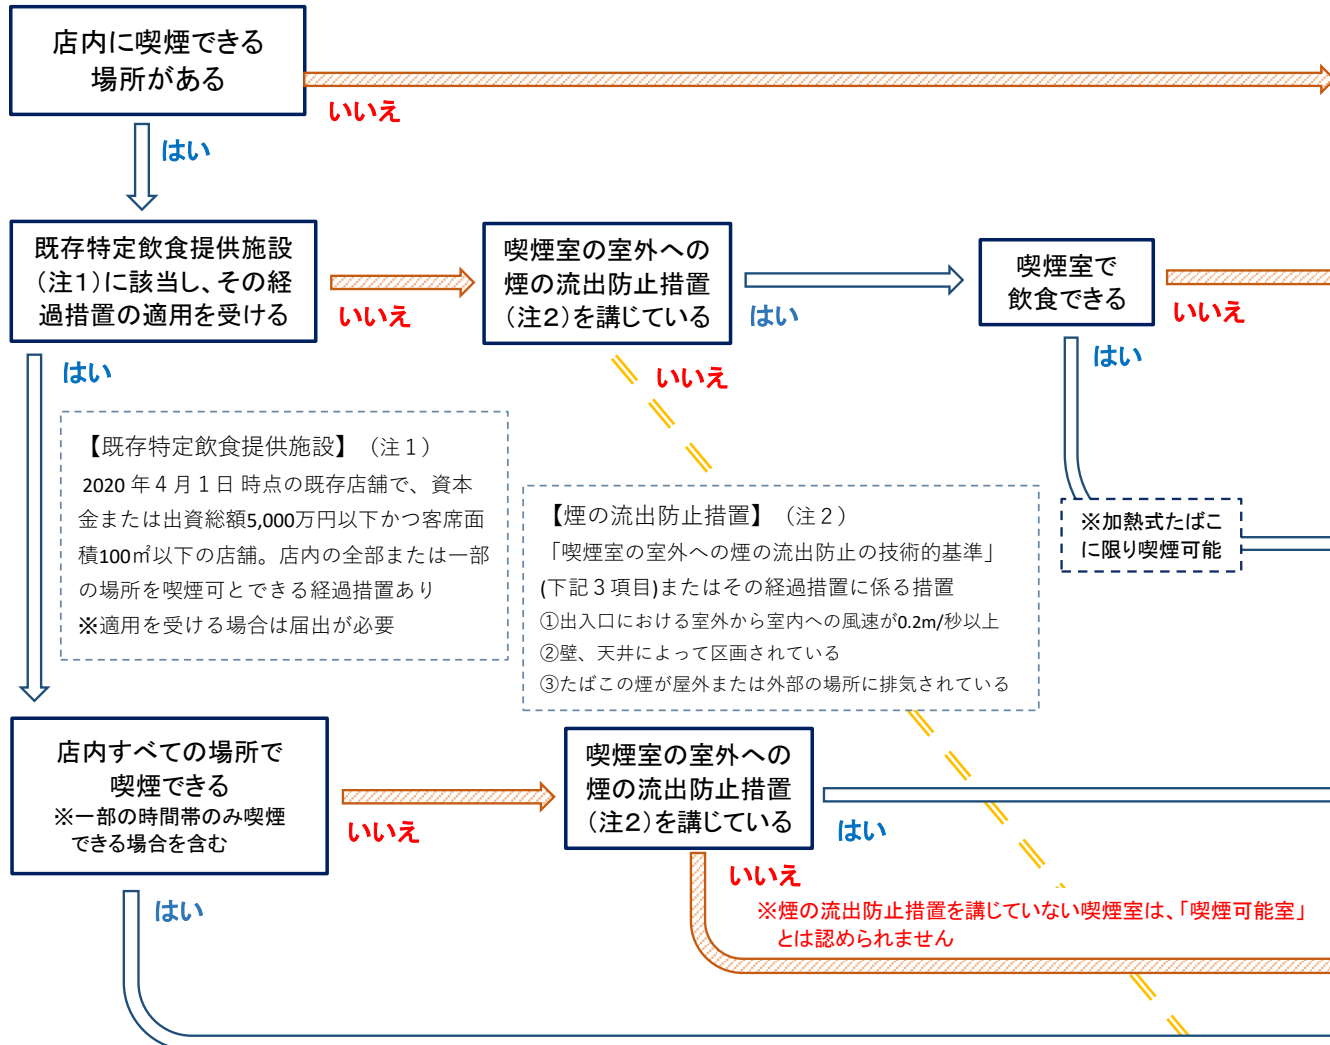 店内に喫煙できる
場所がある
いいえ
はい
既存特定飲食提供施設
(注1)に該当し、その経
過措置の適用を受ける
いいえ
はい
喫煙室の室外への
煙の流出防止措置
(注2)を講じている
はい
いいえ
喫煙室で
飲食できる
いいえ
はい
※加熱式たばこ
に限り喫煙可能
【既存特定飲食提供施設】（注１）
2020 年４月１日 時点の既存店舗で、資本
金または出資総額5,000万円以下かつ客席面
積100㎡以下の店舗。店内の全部または一部
の場所を喫煙可とできる経過措置あり
※適用を受ける場合は届出が必要
【煙の流出防止措置】（注２）
「喫煙室の室外への煙の流出防止の技術的基準」
(下記３項目)またはその経過措置に係る措置
①出入口における室外から室内への風速が0.2m/秒以上
②壁、天井によって区画されている
③たばこの煙が屋外または外部の場所に排気されている
店内すべての場所で
喫煙できる
※一部の時間帯のみ喫煙
できる場合を含む
いいえ
はい
喫煙室の室外への
煙の流出防止措置
(注2)を講じている
はい
いいえ
※煙の流出防止措置を講じていない喫煙室は、「喫煙可能室」
とは認められません